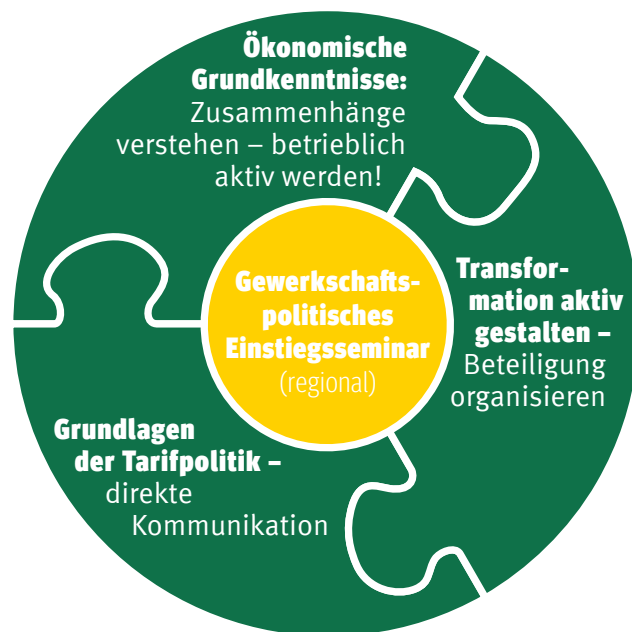 Ökonomische
Grundkenntnisse:
Zusammenhänge
verstehen – betrieblich
aktiv werden!
Gewerkschafts-
politisches
Einstiegsseminar
(regional)
Transfor-
mation aktiv
gestalten –
Beteiligung
organisieren
Grundlagen
der Tarifpolitik –
direkte
Kommunikation